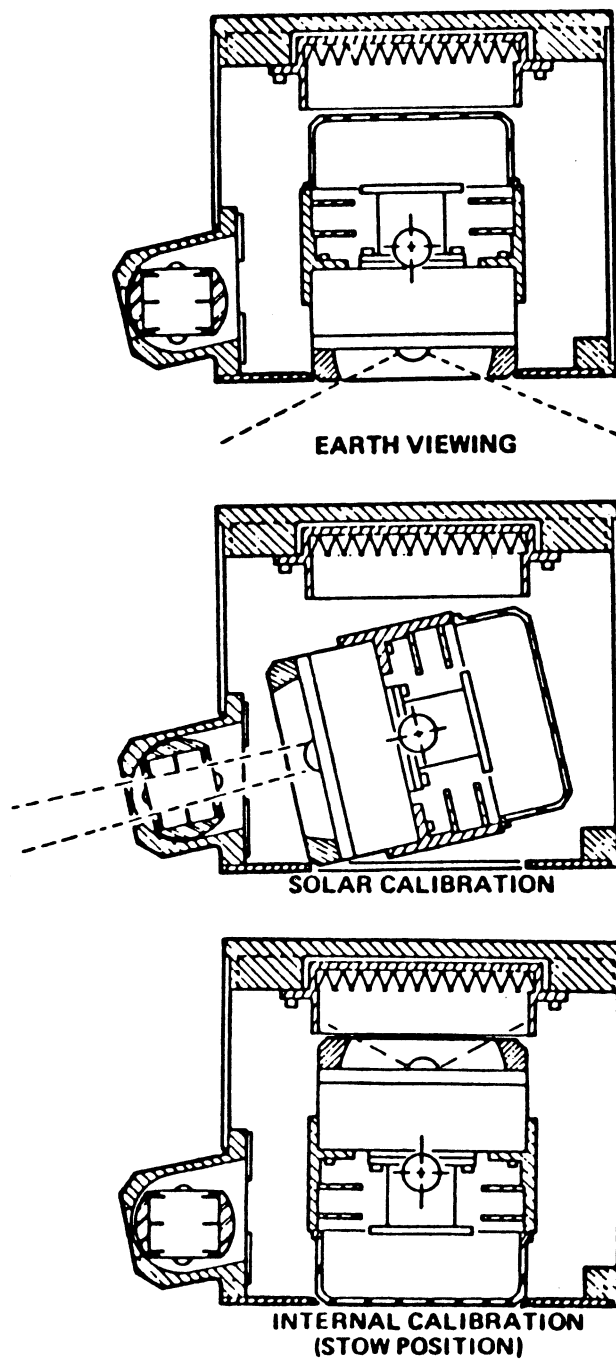 EARTH VIEWING
SOLAR CALIBRATION
INTERNAL CALIBRATION
(STOW POSITION)